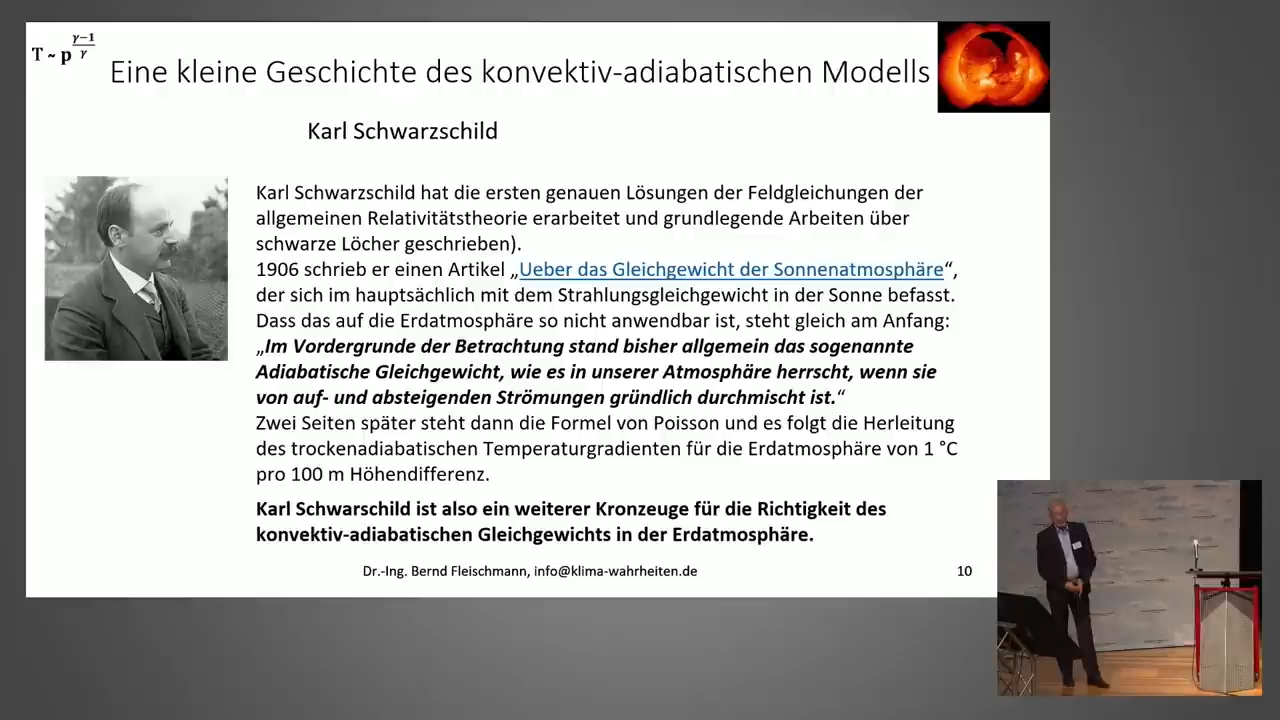 T ~ p^(γ−1)/γ
Eine kleine Geschichte des konvektiv-adiabatischen Modells
Karl Schwarzschild
Karl Schwarzschild hat die ersten genauen Lösungen der Feldgleichungen der
allgemeinen Relativitätstheorie erarbeitet und grundlegende Arbeiten über
schwarze Löcher geschrieben).
1906 schrieb er einen Artikel „Ueber das Gleichgewicht der Sonnenatmosphäre“,
der sich im hauptsächlich mit dem Strahlungsgleichgewicht in der Sonne befasst.
Dass das auf die Erdatmosphäre so nicht anwendbar ist, steht gleich am Anfang:
„Im Vordergrunde der Betrachtung stand bisher allgemein das sogenannte
Adiabatische Gleichgewicht, wie es in unserer Atmosphäre herrscht, wenn sie
von auf- und absteigenden Strömungen gründlich durchmischt ist.“
Zwei Seiten später steht dann die Formel von Poisson und es folgt die Herleitung
des trockenadiabatischen Temperaturgradienten für die Erdatmosphäre von 1 °C
pro 100 m Höhendifferenz.
Karl Schwarschild ist also ein weiterer Kronzeuge für die Richtigkeit des
konvektiv-adiabatischen Gleichgewichts in der Erdatmosphäre.
Dr.-Ing. Bernd Fleischmann, info@klima-wahrheiten.de
10